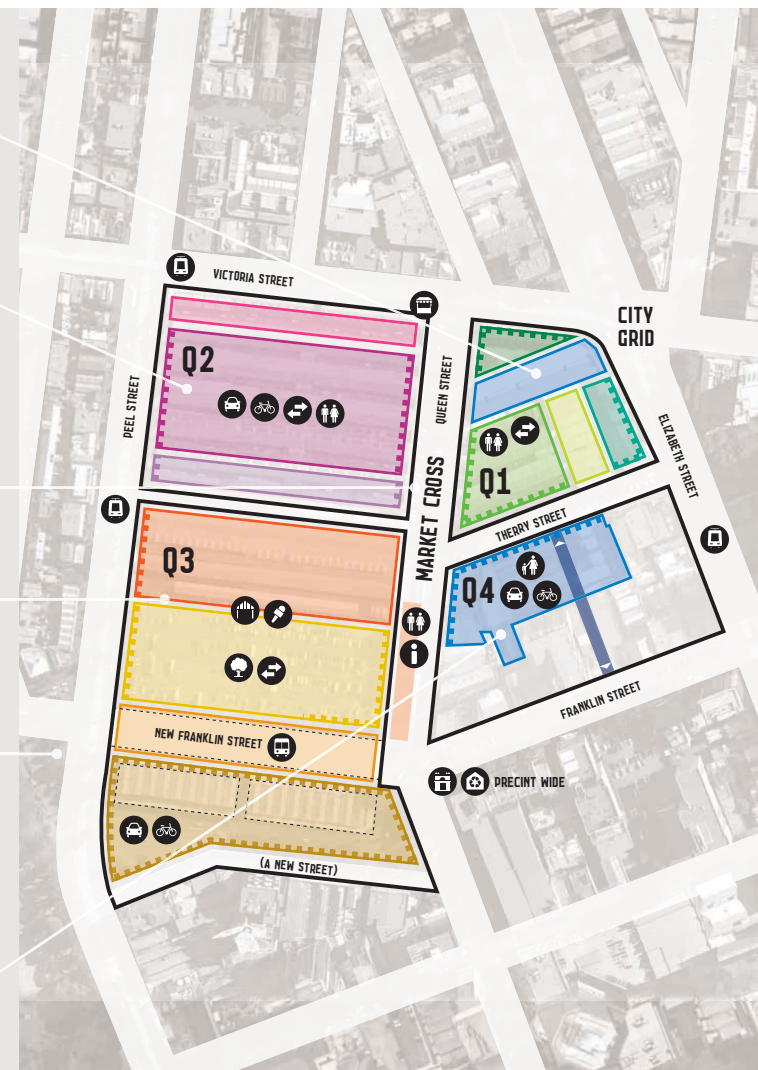 VICTORIA STREET
CITY
GRID
Q2
PEEL STREET
QUEEN STREET
ELIZABETH STREET
Q1
MARKET CROSS
THERRY STREET
Q3
Q4
FRANKLIN STREET
NEW FRANKLIN STREET
PRECINT WIDE
(A NEW STREET)